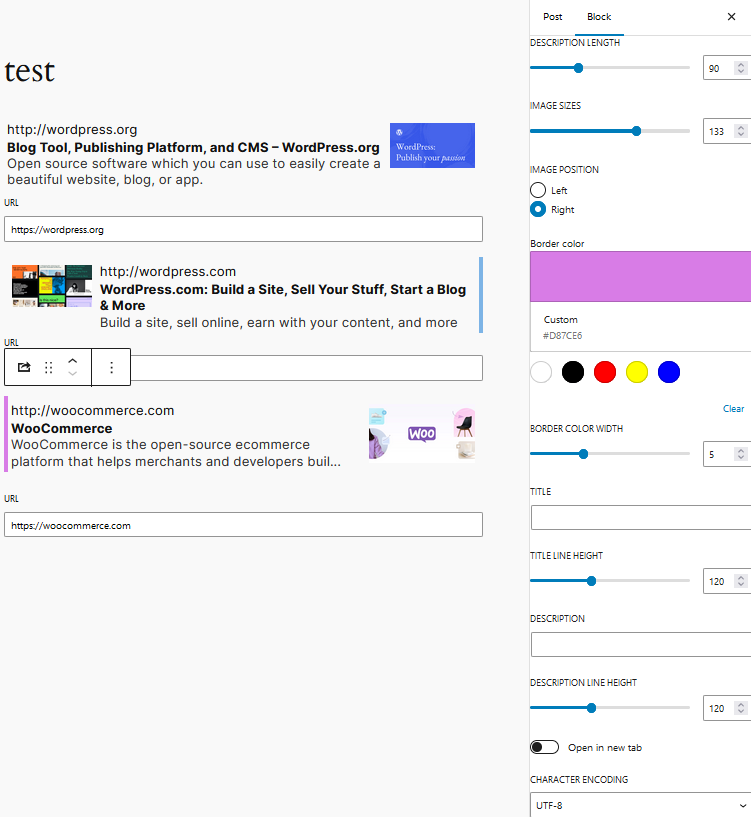 test
http://wordpress.org
Blog Tool, Publishing Platform, and CMS – WordPress.org
Open source software which you can use to easily create a
beautiful website, blog, or app.
WordPress:
Publish your passion
URL
https://wordpress.org
http://wordpress.com
WordPress.com: Build a Site, Sell Your Stuff, Start a Blog
& More
Build a site, sell online, earn with your content, and more
URL
http://woocommerce.com
WooCommerce
WooCommerce is the open-source ecommerce
platform that helps merchants and developers buil...
WOO
URL
https://woocommerce.com
Post
Block
DESCRIPTION LENGTH
90
IMAGE SIZES
133
IMAGE POSITION
Left
Right
Border color
Custom
#D87CE6
Clear
BORDER COLOR WIDTH
5
TITLE
TITLE LINE HEIGHT
120
DESCRIPTION
DESCRIPTION LINE HEIGHT
120
Open in new tab
CHARACTER ENCODING
UTF-8